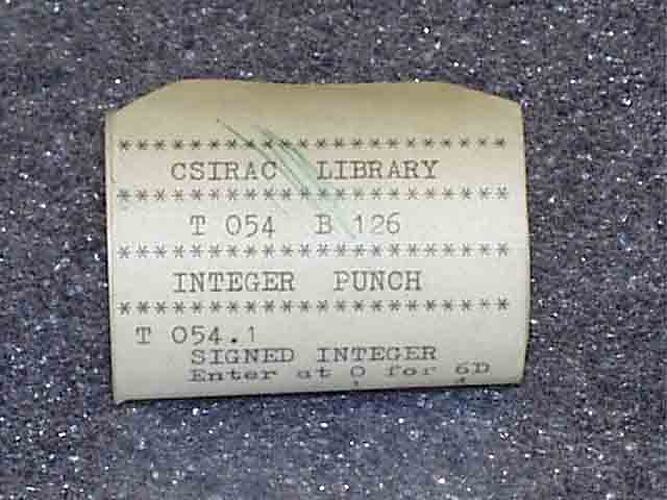 ********************
CSIRAC LIBRARY
********************
T 054 B 126
********************
INTEGER PUNCH
********************
T 054.1
SIGNED INTEGER
Enter at 0 for 6D